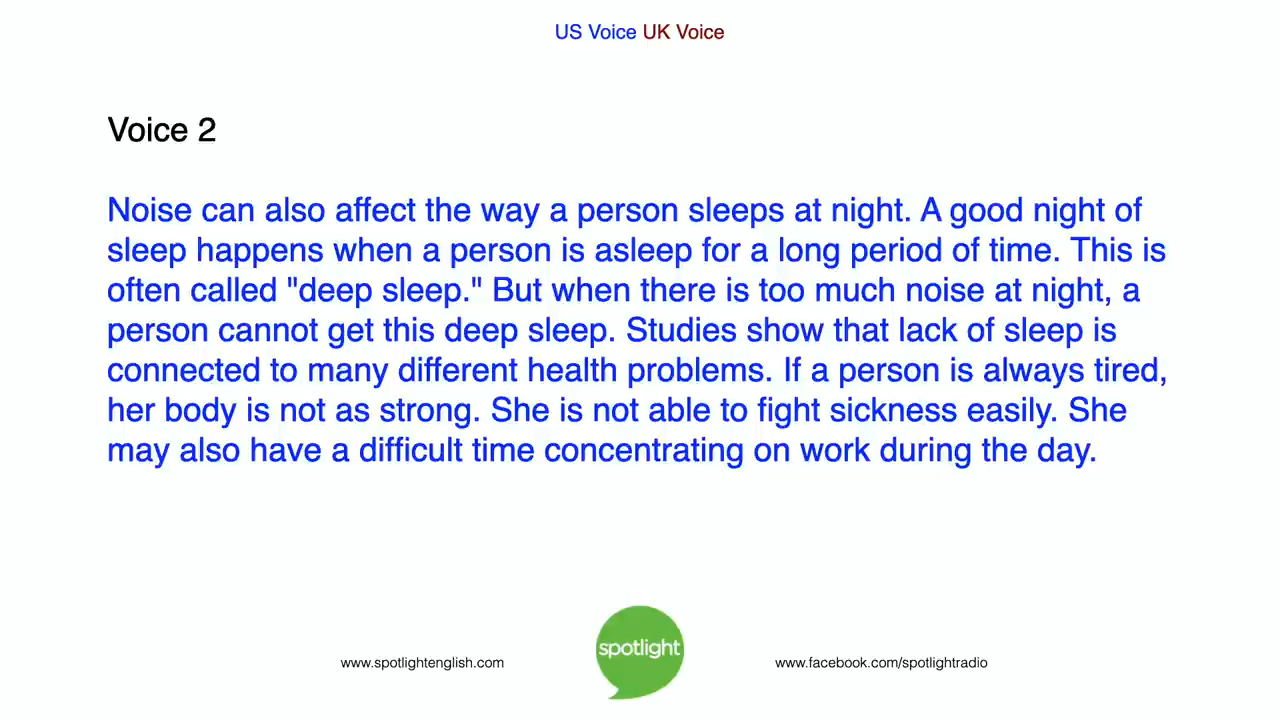 US Voice UK Voice
Voice 2
Noise can also affect the way a person sleeps at night. A good night of
sleep happens when a person is asleep for a long period of time. This is
often called "deep sleep." But when there is too much noise at night, a
person cannot get this deep sleep. Studies show that lack of sleep is
connected to many different health problems. If a person is always tired,
her body is not as strong. She is not able to fight sickness easily. She
may also have a difficult time concentrating on work during the day.
www.spotlightenglish.com
spotlight
www.facebook.com/spotlightradio